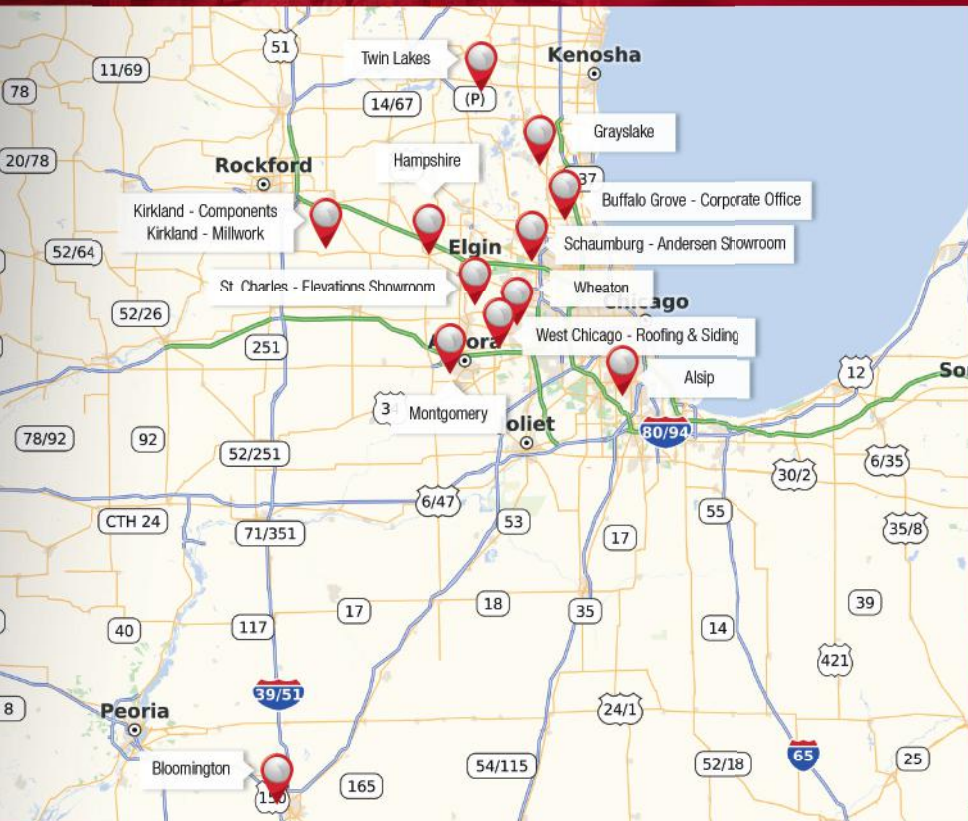 51
Kenosha
Twin Lakes
11/69
78
(P)
14/67
Grayslake
20/78
Hampshire
Rockford
37
Buffalo Grove - Corporate Office
Kirkland - Components
Kirkland - Millwork
52/64
Elgin
Schaumburg - Andersen Showroom
St. Charles - Elevations Showroom
Wheaton
Chicago
52/26
West Chicago - Roofing & Siding
251
Alsip
12
Montgomery
oliet
80/94
78/92
92
52/251
30/2
6/35
6/47
CTH 24
53
55
71/351
17
35/8
17
18
35
39
40
117
14
421
39/51
8
Peoria
24/1
65
25
Bloomington
54/115
52/18
165